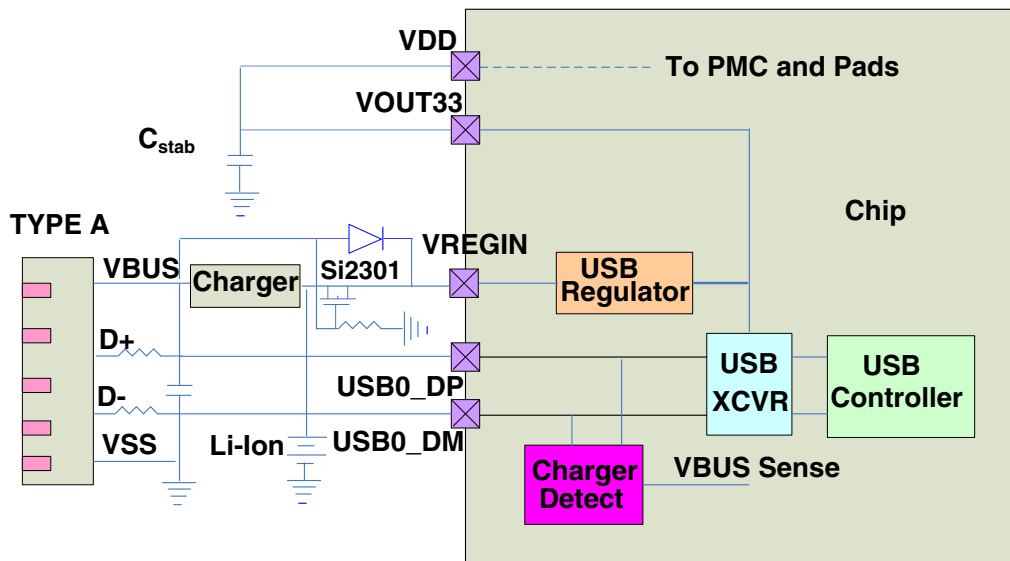 VDD
To PMC and Pads
VOUT33
C stab
Chip
TYPE A
VREGIN
VBUS
Charger
Si2301
USB
Regulator
D+
USB
XCVR
USB
Controller
USB0_DP
D-
USB0_DM
VSS
Li-Ion
Charger
Detect
VBUS Sense